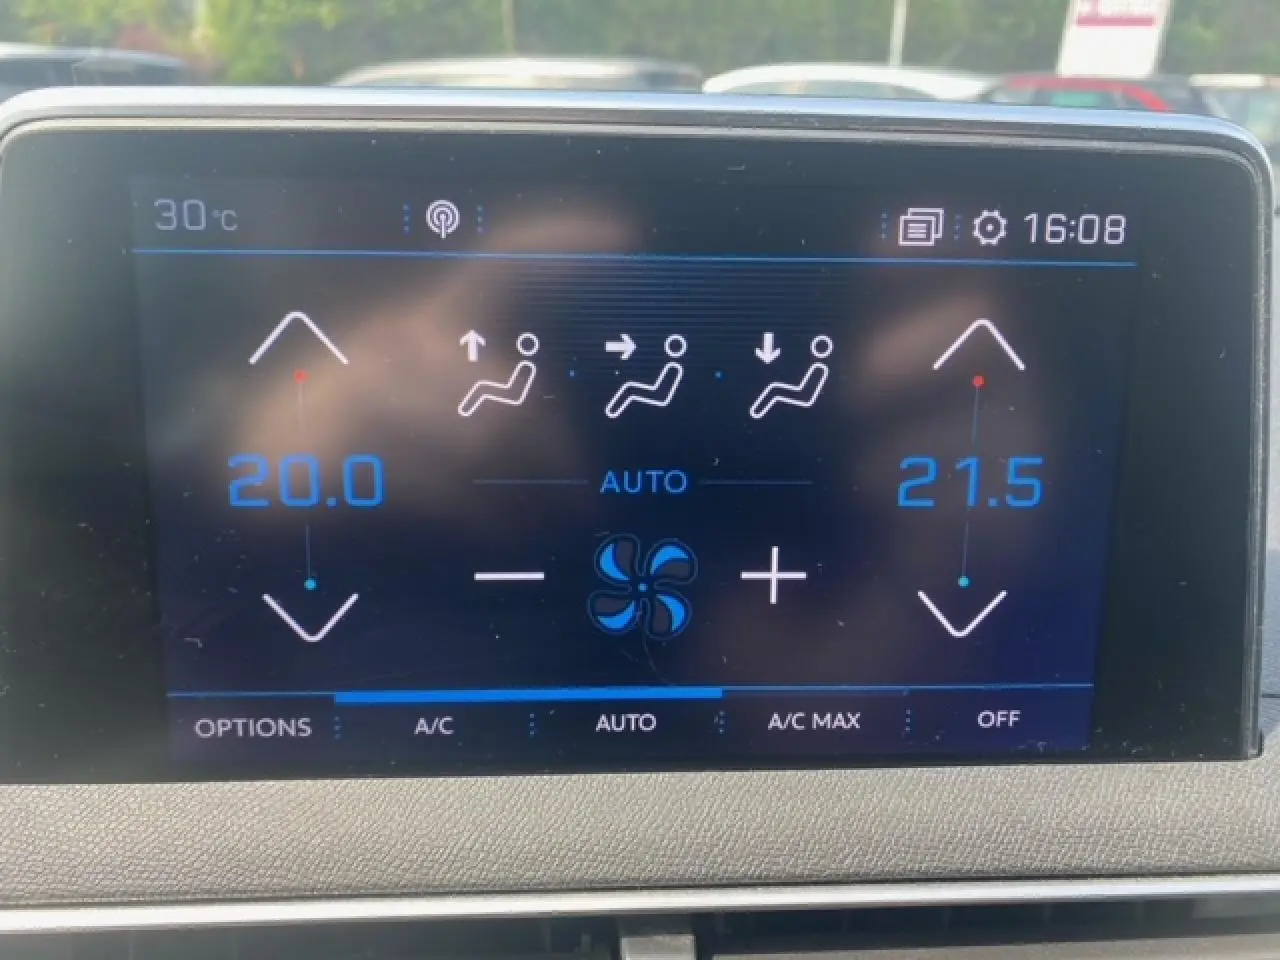 30 °C 16:08
20.0 AUTO 21.5
OPTIONS A/C AUTO A/C MAX OFF